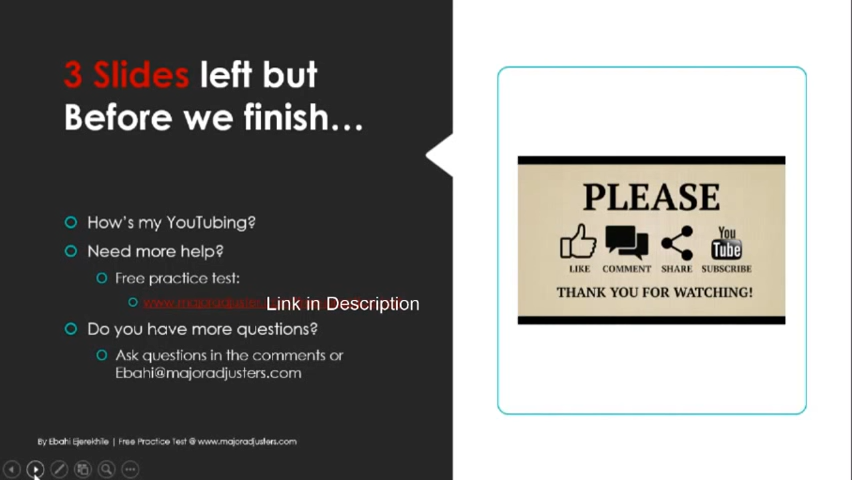 3 Slides left but
Before we finish...
How's my YouTubing?
Need more help?
Free practice test:
www.majoradjusters
Link in Description
Do you have more questions?
Ask questions in the comments or
Ebahi@majoradjusters.com
By Ebahi Ejerekhile | Free Practice Test @ www.majoradjusters.com
PLEASE
You
Tube
LIKE COMMENT SHARE SUBSCRIBE
THANK YOU FOR WATCHING!